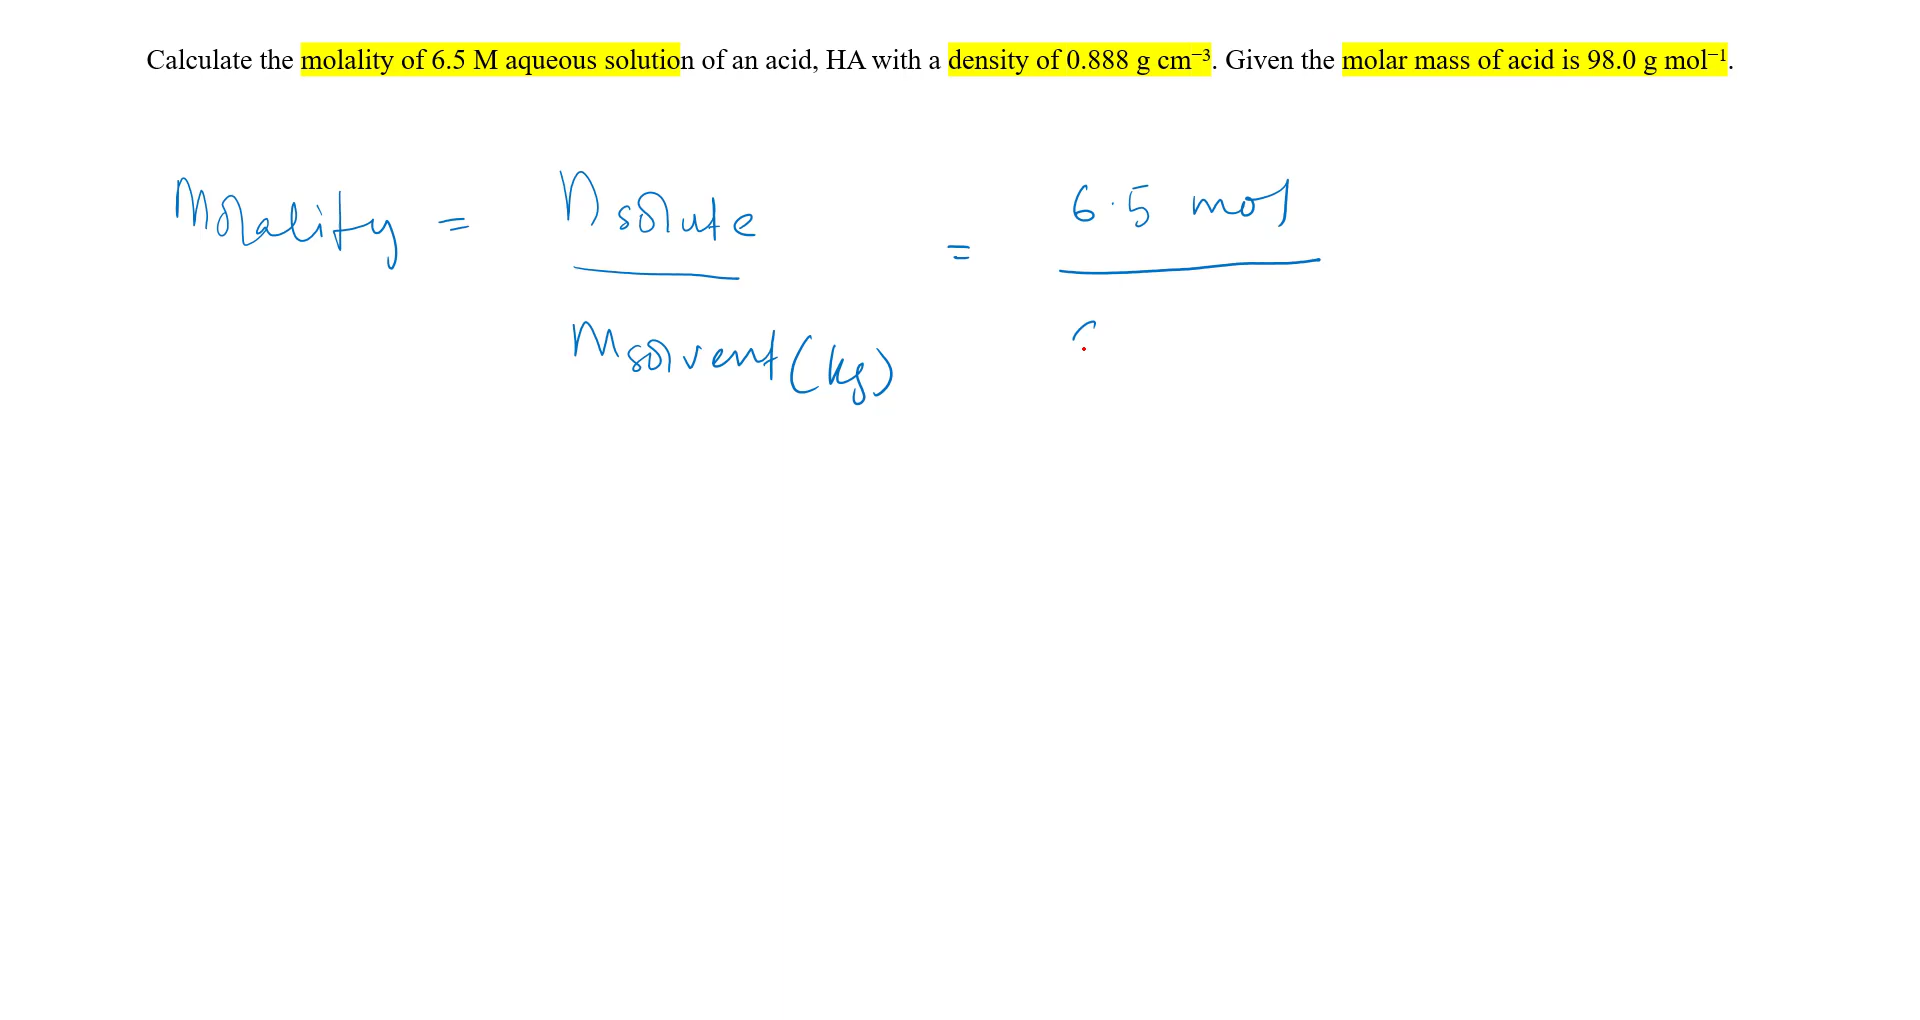 Calculate the molality of 6.5 M aqueous solution of an acid, HA with a density of 0.888 g cm⁻³. Given the molar mass of acid is 98.0 g mol⁻¹.
Molality = n solute / m solvent (kg) = 6.5 mol /